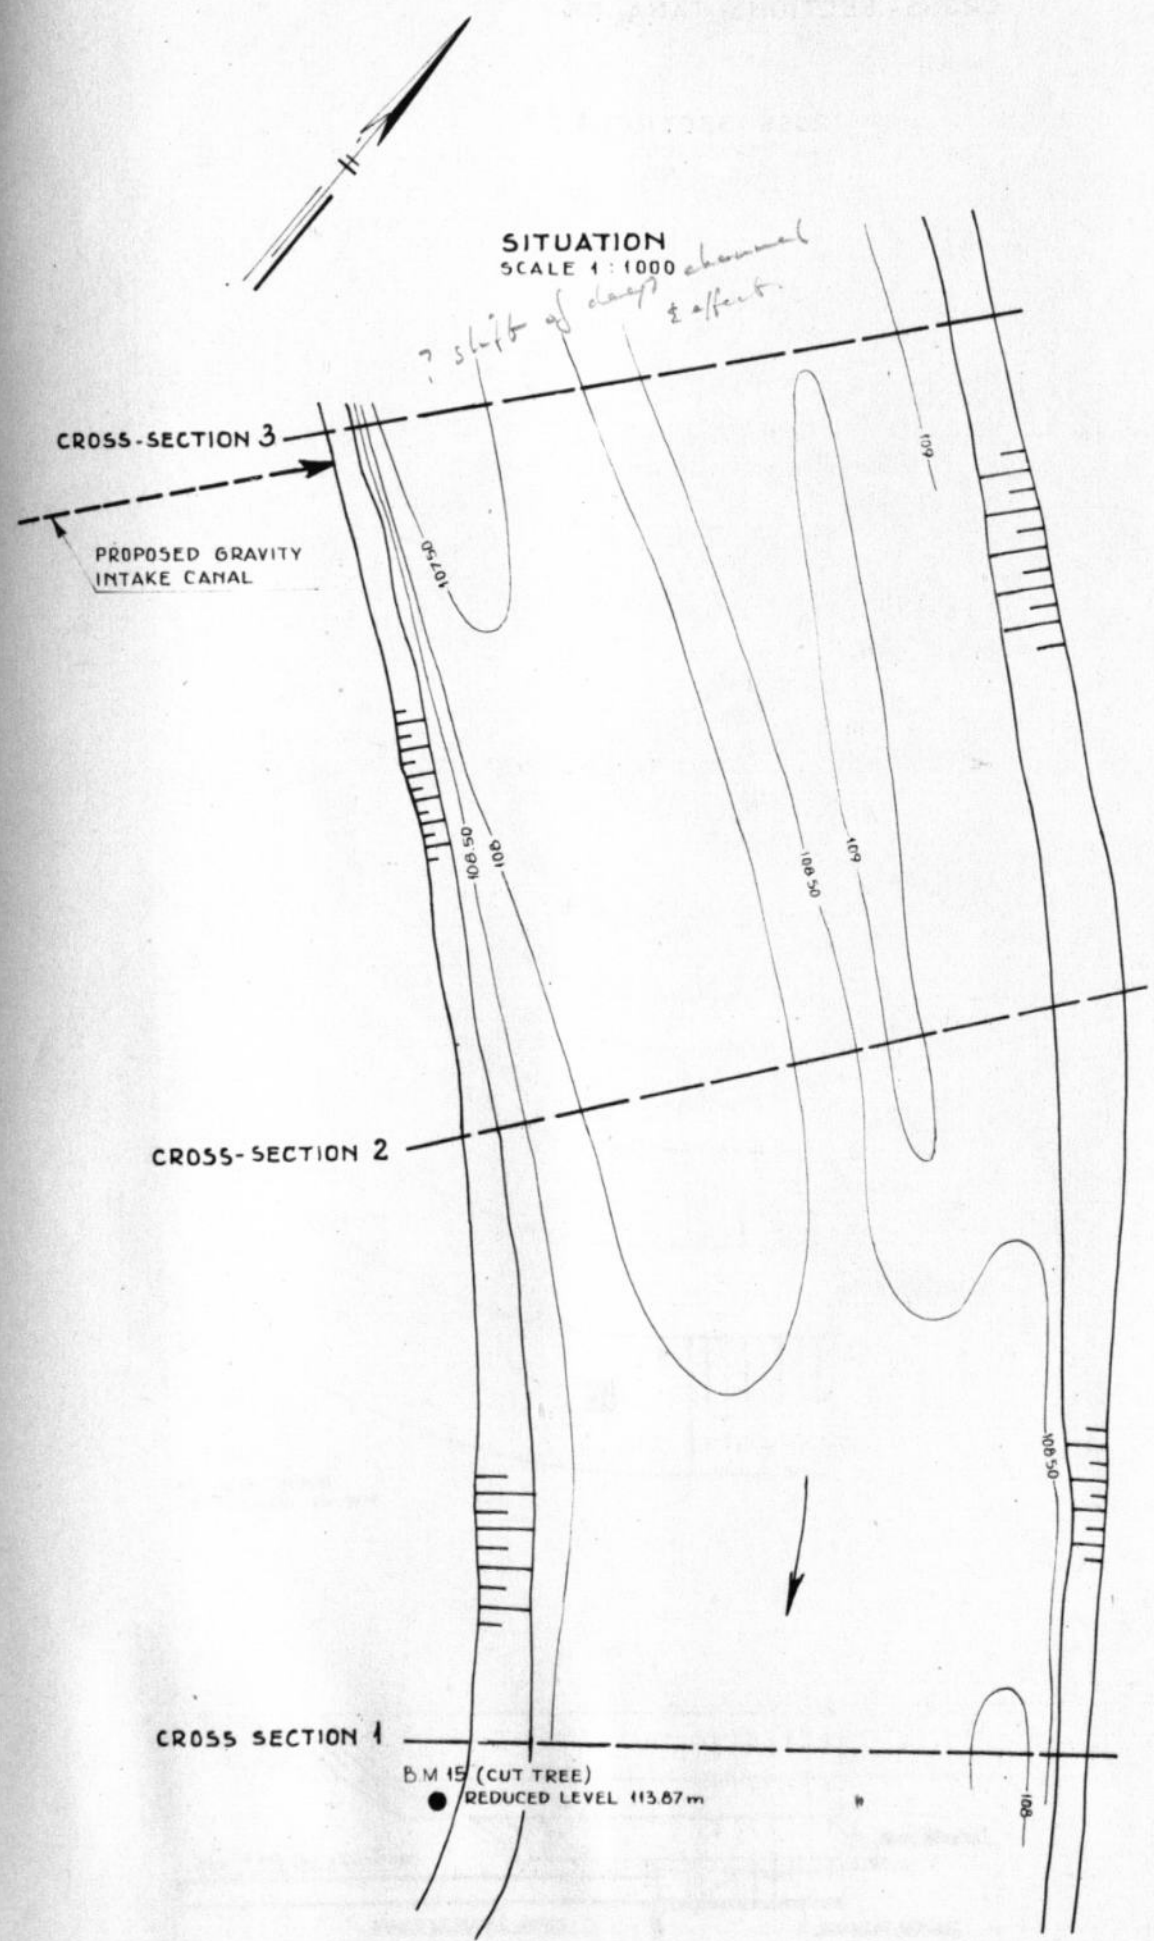 SITUATION
SCALE 1:1000
? shift of deep channel
& effect.
CROSS-SECTION 3
PROPOSED GRAVITY
INTAKE CANAL
109
107.50
108.50
108
108.50
109
CROSS-SECTION 2
108.50
CROSS SECTION 1
B.M 15 (CUT TREE)
REDUCED LEVEL 113.87m
108